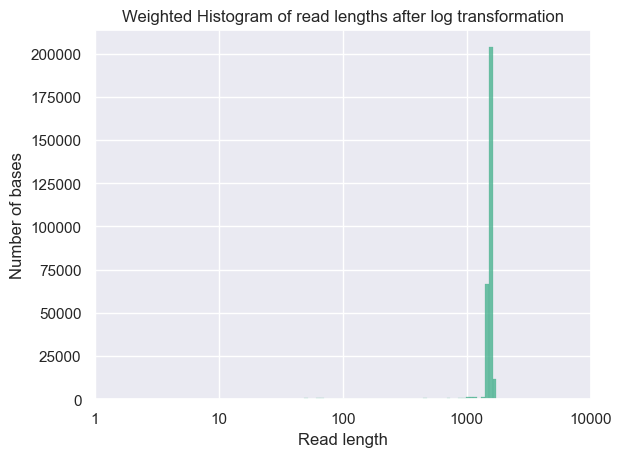 Weighted Histogram of read lengths after log transformation
Number of bases
200000
175000
150000
125000
100000
75000
50000
25000
0
1 10 100 1000 10000
Read length